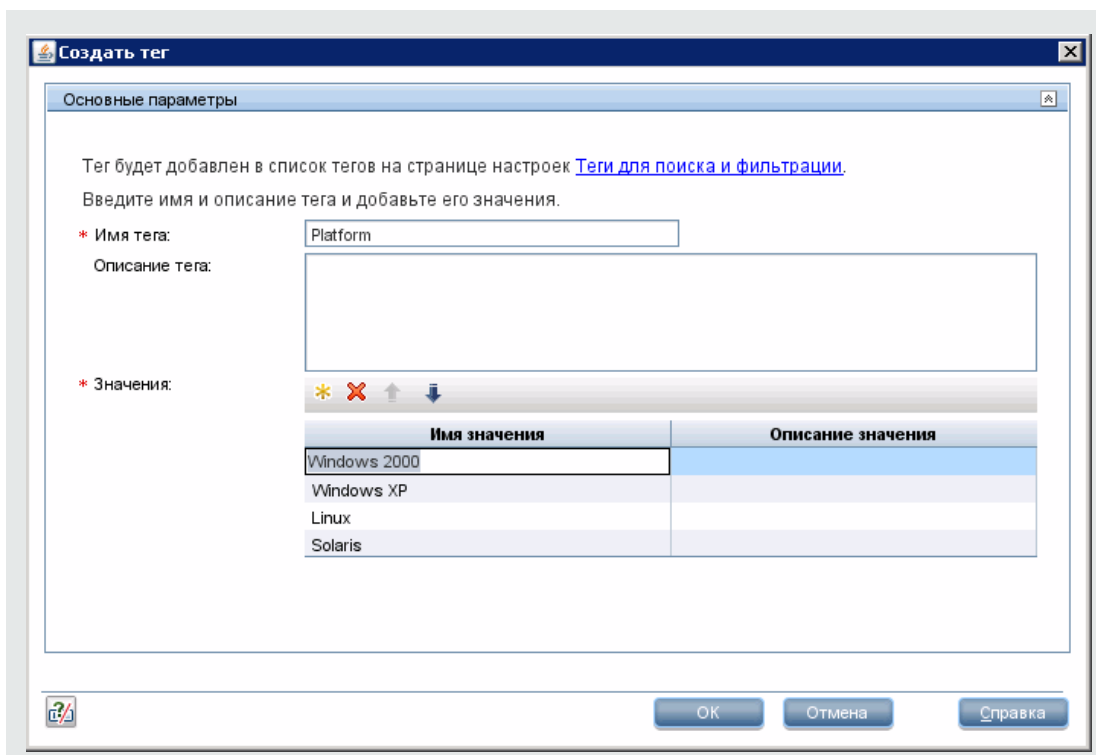 Создать тег
Основные параметры
Тег будет добавлен в список тегов на странице настроек Теги для поиска и фильтрации.
Введите имя и описание тега и добавьте его значения.
* Имя тега: Platform
Описание тега:
* Значения:
Имя значения Описание значения
Windows 2000
Windows XP
Linux
Solaris
OK Отмена Справка